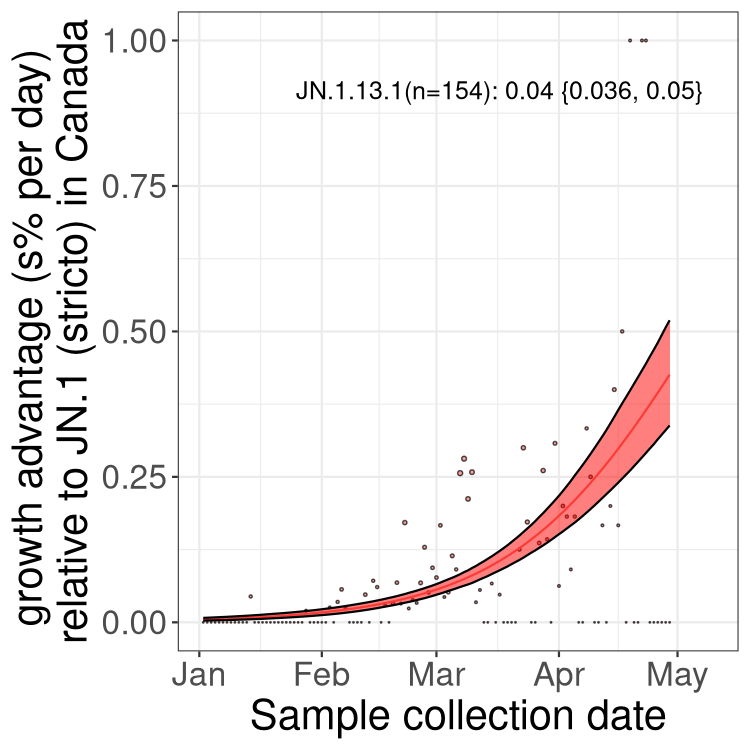 growth advantage (s% per day)
relative to JN.1 (stricto) in Canada
1.00
0.75
0.50
0.25
0.00
JN.1.13.1(n=154): 0.04 {0.036, 0.05}
Jan Feb Mar Apr May
Sample collection date